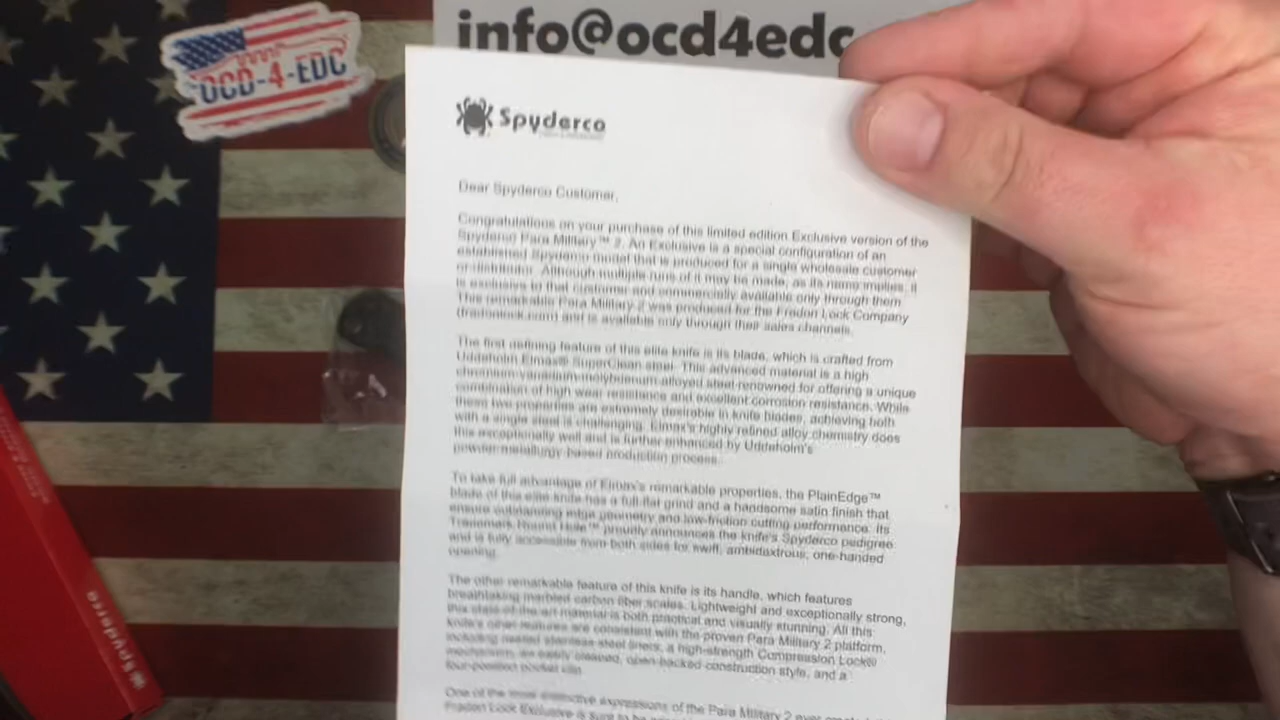 info@ocd4edc
OCD-4-EDC
Spyderco
Dear Spyderco Customer,
Congratulations on your purchase of this limited edition Exclusive version of the
Spyderco Para Military™ 2. An Exclusive is a special configuration of an
established Spyderco model that is produced for a single wholesale customer
or distributor. Although multiple runs of it may be made, as its name implies, it
is exclusive to that customer and commercially available only through them.
This remarkable Para Military 2 was produced for the Fradon Lock Company
(fradonlock.com) and is available only through their sales channels.
The first defining feature of this elite knife is its blade, which is crafted from
Uddeholm Elmax® SuperClean steel. This advanced material is a high
chromium-vanadium-molybdenum-alloyed steel renowned for offering a unique
combination of high wear resistance and excellent corrosion resistance. While
these two properties are extremely desirable in knife blades, achieving both
with a single steel is challenging. Elmax's highly refined alloy chemistry does
this exceptionally well and is further enhanced by Uddeholm's
powder-metallurgy-based production process.
To take full advantage of Elmax's remarkable properties, the PlainEdge™
blade of this elite knife has a full-flat grind and a handsome satin finish that
ensure outstanding edge geometry and low-friction cutting performance. Its
Trademark Round Hole™ proudly announces the knife's Spyderco pedigree
and is fully accessible from both sides for swift, ambidextrous, one-handed
opening.
The other remarkable feature of this knife is its handle, which features
breathtaking marbled carbon fiber scales. Lightweight and exceptionally strong,
this state-of-the-art material is both practical and visually stunning. All this
knife's other features are consistent with the proven Para Military 2 platform,
including nested stainless steel liners, a high-strength Compression Lock®
mechanism, an easily cleaned, open-backed construction style, and a
four-position pocket clip.
One of the most distinctive expressions of the Para Military 2 ever
Fradon Lock Exclusive is sure to be
Spyderco